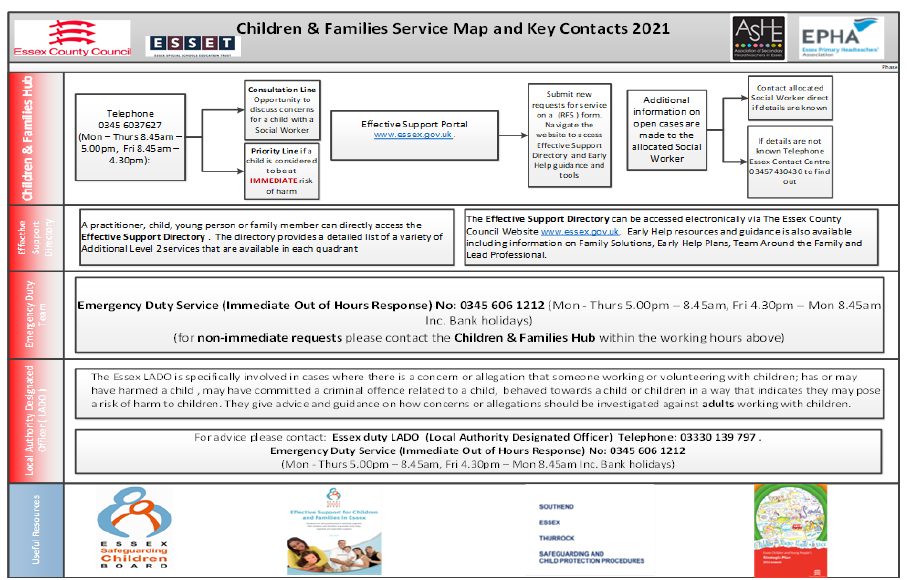 Children & Families Service Map and Key Contacts 2021
Essex County Council
ESSET
ESSEX OFFICIAL SCHOOLS EDUCATION TRUST
ASHE
Association of Secondary
Headteachers in Essex
EPHA
Essex Primary Headteachers'
Association
Phase
Children & Families Hub
Telephone
0345 6037627
(Mon – Thurs 8.45am –
5.00pm, Fri 8.45am –
4.30pm):
Consultation Line
Opportunity to
discuss concerns
for a child with a
Social Worker
Priority Line if a
child is considered
to be at
IMMEDIATE risk
of harm
Effective Support Portal
www.essex.gov.uk .
Submit new
requests for service
on a (RFS ) form.
Navigate the
website to access
Effective Support
Directory and Early
Help guidance and
tools
Additional
information on
open cases are
made to the
allocated Social
Worker
Contact allocated
Social Worker direct
if details are known
If details are not
known Telephone
Essex Contact Centre
03457430430 to find
out
Effective
Support
Directory
A practitioner, child, young person or family member can directly access the
Effective Support Directory . The directory provides a detailed list of a variety of
Additional Level 2 services that are available in each quadrant
The Effective Support Directory can be accessed electronically via The Essex County
Council Website www.essex.gov.uk. Early Help resources and guidance is also available
including information on Family Solutions, Early Help Plans, Team Around the Family and
Lead Professional.
Emergency Duty
Team
Emergency Duty Service (Immediate Out of Hours Response) No: 0345 606 1212 (Mon - Thurs 5.00pm – 8.45am, Fri 4.30pm – Mon 8.45am
Inc. Bank holidays)
(for non-immediate requests please contact the Children & Families Hub within the working hours above)
Local Authority Designated
Officer ( LADO )
The Essex LADO is specifically involved in cases where there is a concern or allegation that someone working or volunteering with children; has or may
have harmed a child , may have committed a criminal offence related to a child, behaved towards a child or children in a way that indicates they may pose
a risk of harm to children. They give advice and guidance on how concerns or allegations should be investigated against adults working with children.
For advice please contact: Essex duty LADO (Local Authority Designated Officer) Telephone: 03330 139 797 .
Emergency Duty Service (Immediate Out of Hours Response) No: 0345 606 1212
(Mon - Thurs 5.00pm – 8.45am, Fri 4.30pm – Mon 8.45am Inc. Bank holidays)
Useful Resources
ESSEX
Safeguarding
Children
BOARD
Effective Support for Children
and Families in Essex
SOUTHEND
ESSEX
THURROCK
SAFEGUARDING AND
CHILD PROTECTION PROCEDURES
Strategic Plan